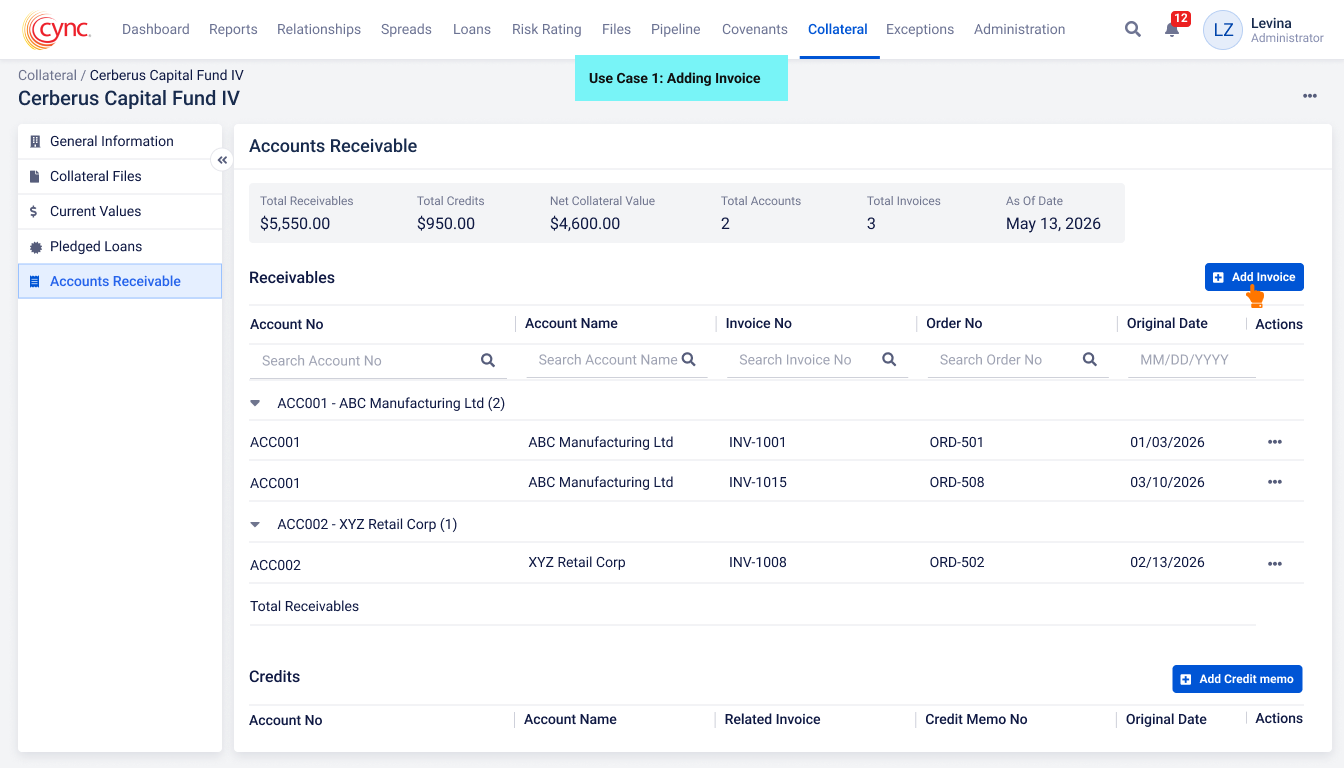 cync
Dashboard Reports Relationships Spreads Loans Risk Rating Files Pipeline Covenants Collateral Exceptions Administration
12
LZ
Levina
Administrator
Collateral / Cerberus Capital Fund IV
Use Case 1: Adding Invoice
Cerberus Capital Fund IV
General Information
Collateral Files
Current Values
Pledged Loans
Accounts Receivable
Accounts Receivable
Total Receivables Total Credits Net Collateral Value Total Accounts Total Invoices As Of Date
$5,550.00 $950.00 $4,600.00 2 3 May 13, 2026
Receivables
Add Invoice
Account No Account Name Invoice No Order No Original Date Actions
Search Account No Search Account Name Search Invoice No Search Order No MM/DD/YYYY
ACC001 - ABC Manufacturing Ltd (2)
ACC001 ABC Manufacturing Ltd INV-1001 ORD-501 01/03/2026
ACC001 ABC Manufacturing Ltd INV-1015 ORD-508 03/10/2026
ACC002 - XYZ Retail Corp (1)
ACC002 XYZ Retail Corp INV-1008 ORD-502 02/13/2026
Total Receivables
Credits
Add Credit memo
Account No Account Name Related Invoice Credit Memo No Original Date Actions